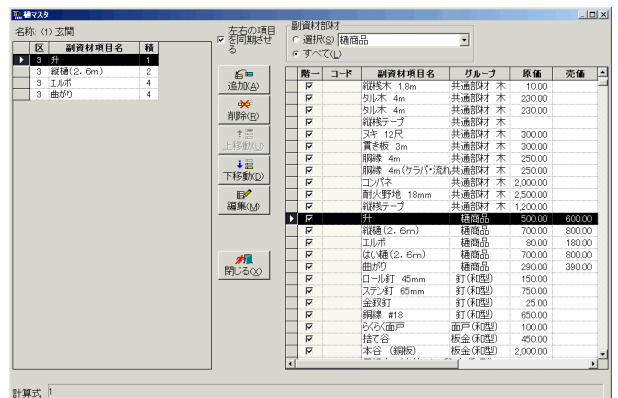 樋マスタ
名称: (1) 玄関
区 副資材項目名 積
3 升 1
3 縦樋(2.6m) 2
3 エルボ 4
3 曲がり 4
左右の項目
を同期させ
る
追加(A)
削除(R)
上移動(U)
下移動(D)
編集(M)
閉じる(X)
副資材部材
選択(S) 樋商品
すべて(L)
階一 コード 副資材項目名 グループ 原価 売価
縦桟木 1.8m 共通部材 木 10.00
タル木 4m 共通部材 木 230.00
タル木 4m 共通部材 木 230.00
縦桟テープ 共通部材 木
ヌキ 12尺 共通部材 木 300.00
貫き板 3m 共通部材 木 300.00
胴縁 4m 共通部材 木 250.00
胴縁 4m(ケラバ・流れ 共通部材 木 250.00
コンパネ 共通部材 木 2,000.00
耐火野地 18mm 共通部材 木 2,500.00
縦桟テープ 共通部材 木 1,200.00
升 樋商品 500.00 600.00
縦樋(2.6m) 樋商品 700.00 800.00
エルボ 樋商品 80.00 180.00
はい樋(2.6m) 樋商品 700.00 800.00
曲がり 樋商品 290.00 390.00
ロール釘 45mm 釘(和型) 150.00
ステン釘 65mm 釘(和型) 750.00
金釼釘 釘(和型) 25.00
銅線 #18 釘(和型) 650.00
らくらく面戸 面戸(和型) 100.00
捨て谷 板金(和型) 450.00
本谷 (銅板) 板金(和型) 2,000.00
計算式 1